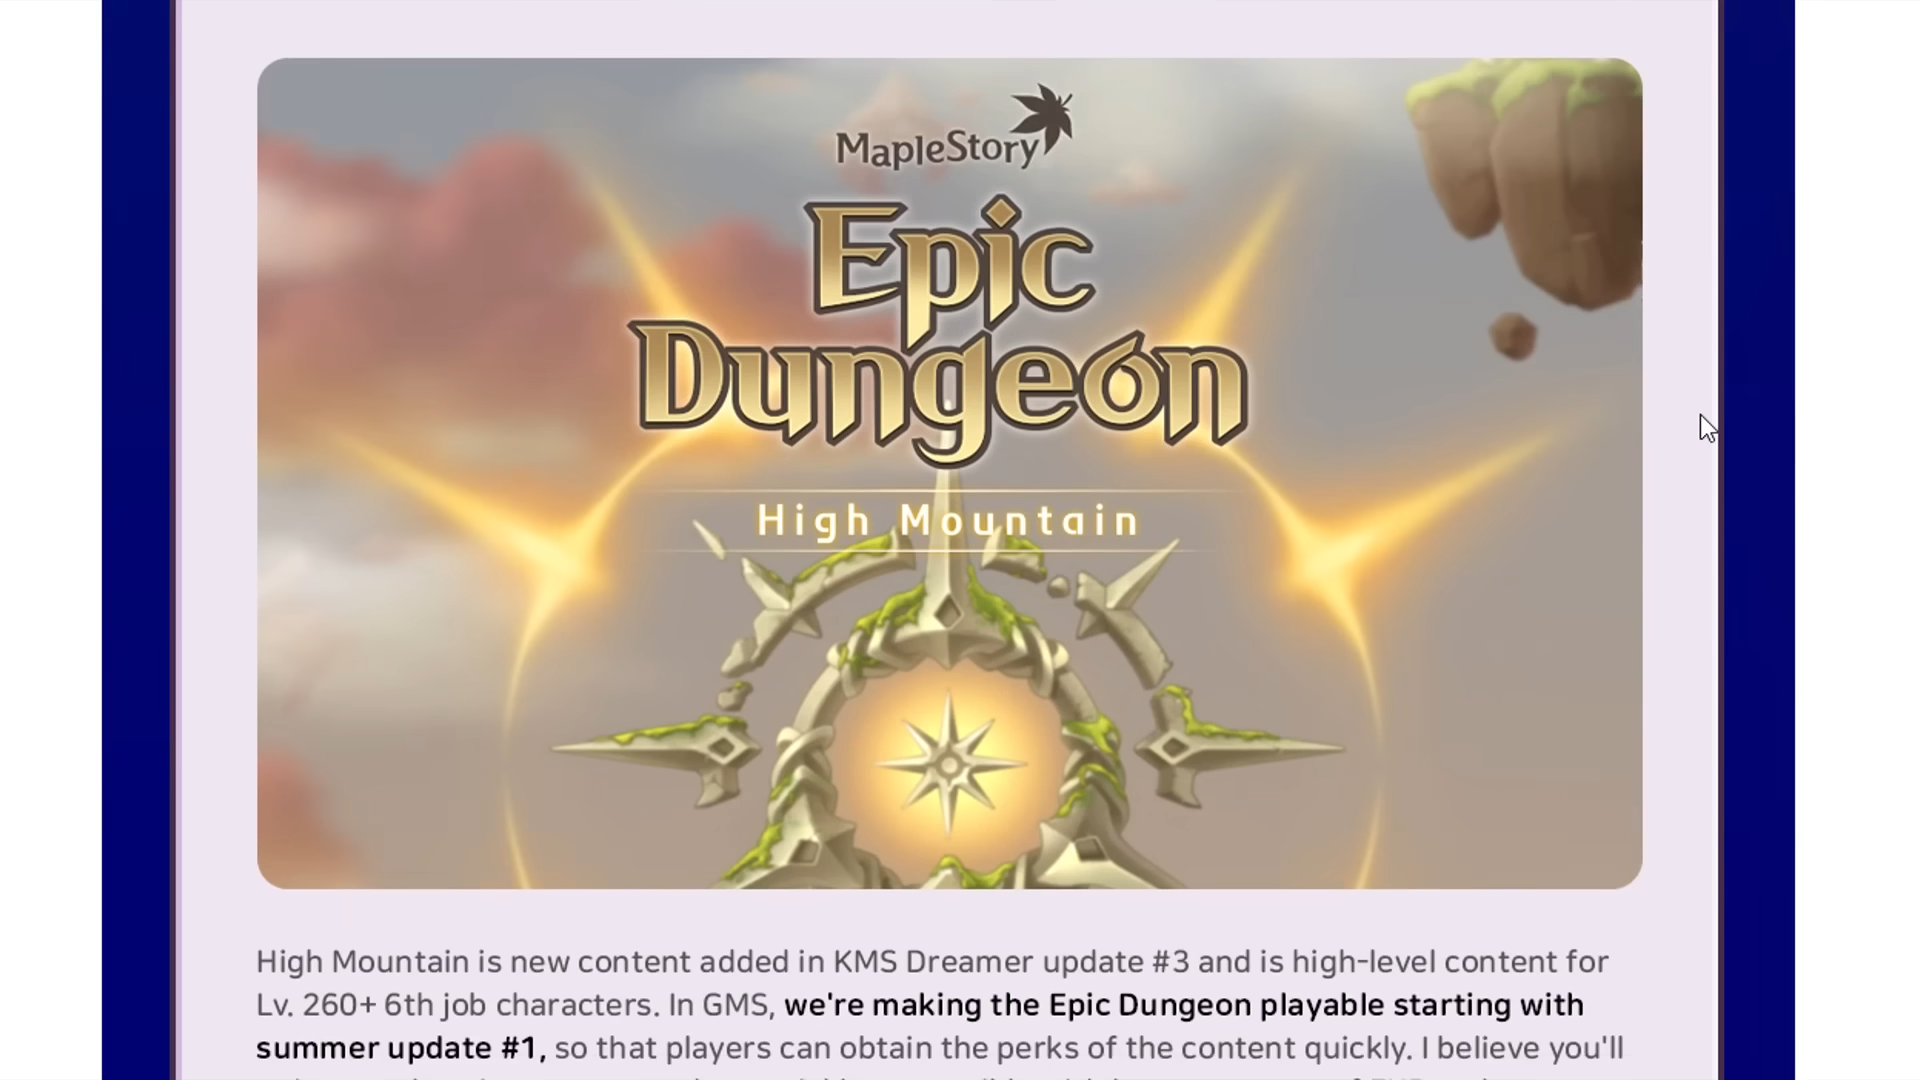 MapleStory
Epic
Dungeon
High Mountain
High Mountain is new content added in KMS Dreamer update #3 and is high-level content for
Lv. 260+ 6th job characters. In GMS, we're making the Epic Dungeon playable starting with
summer update #1, so that players can obtain the perks of the content quickly. I believe you'll